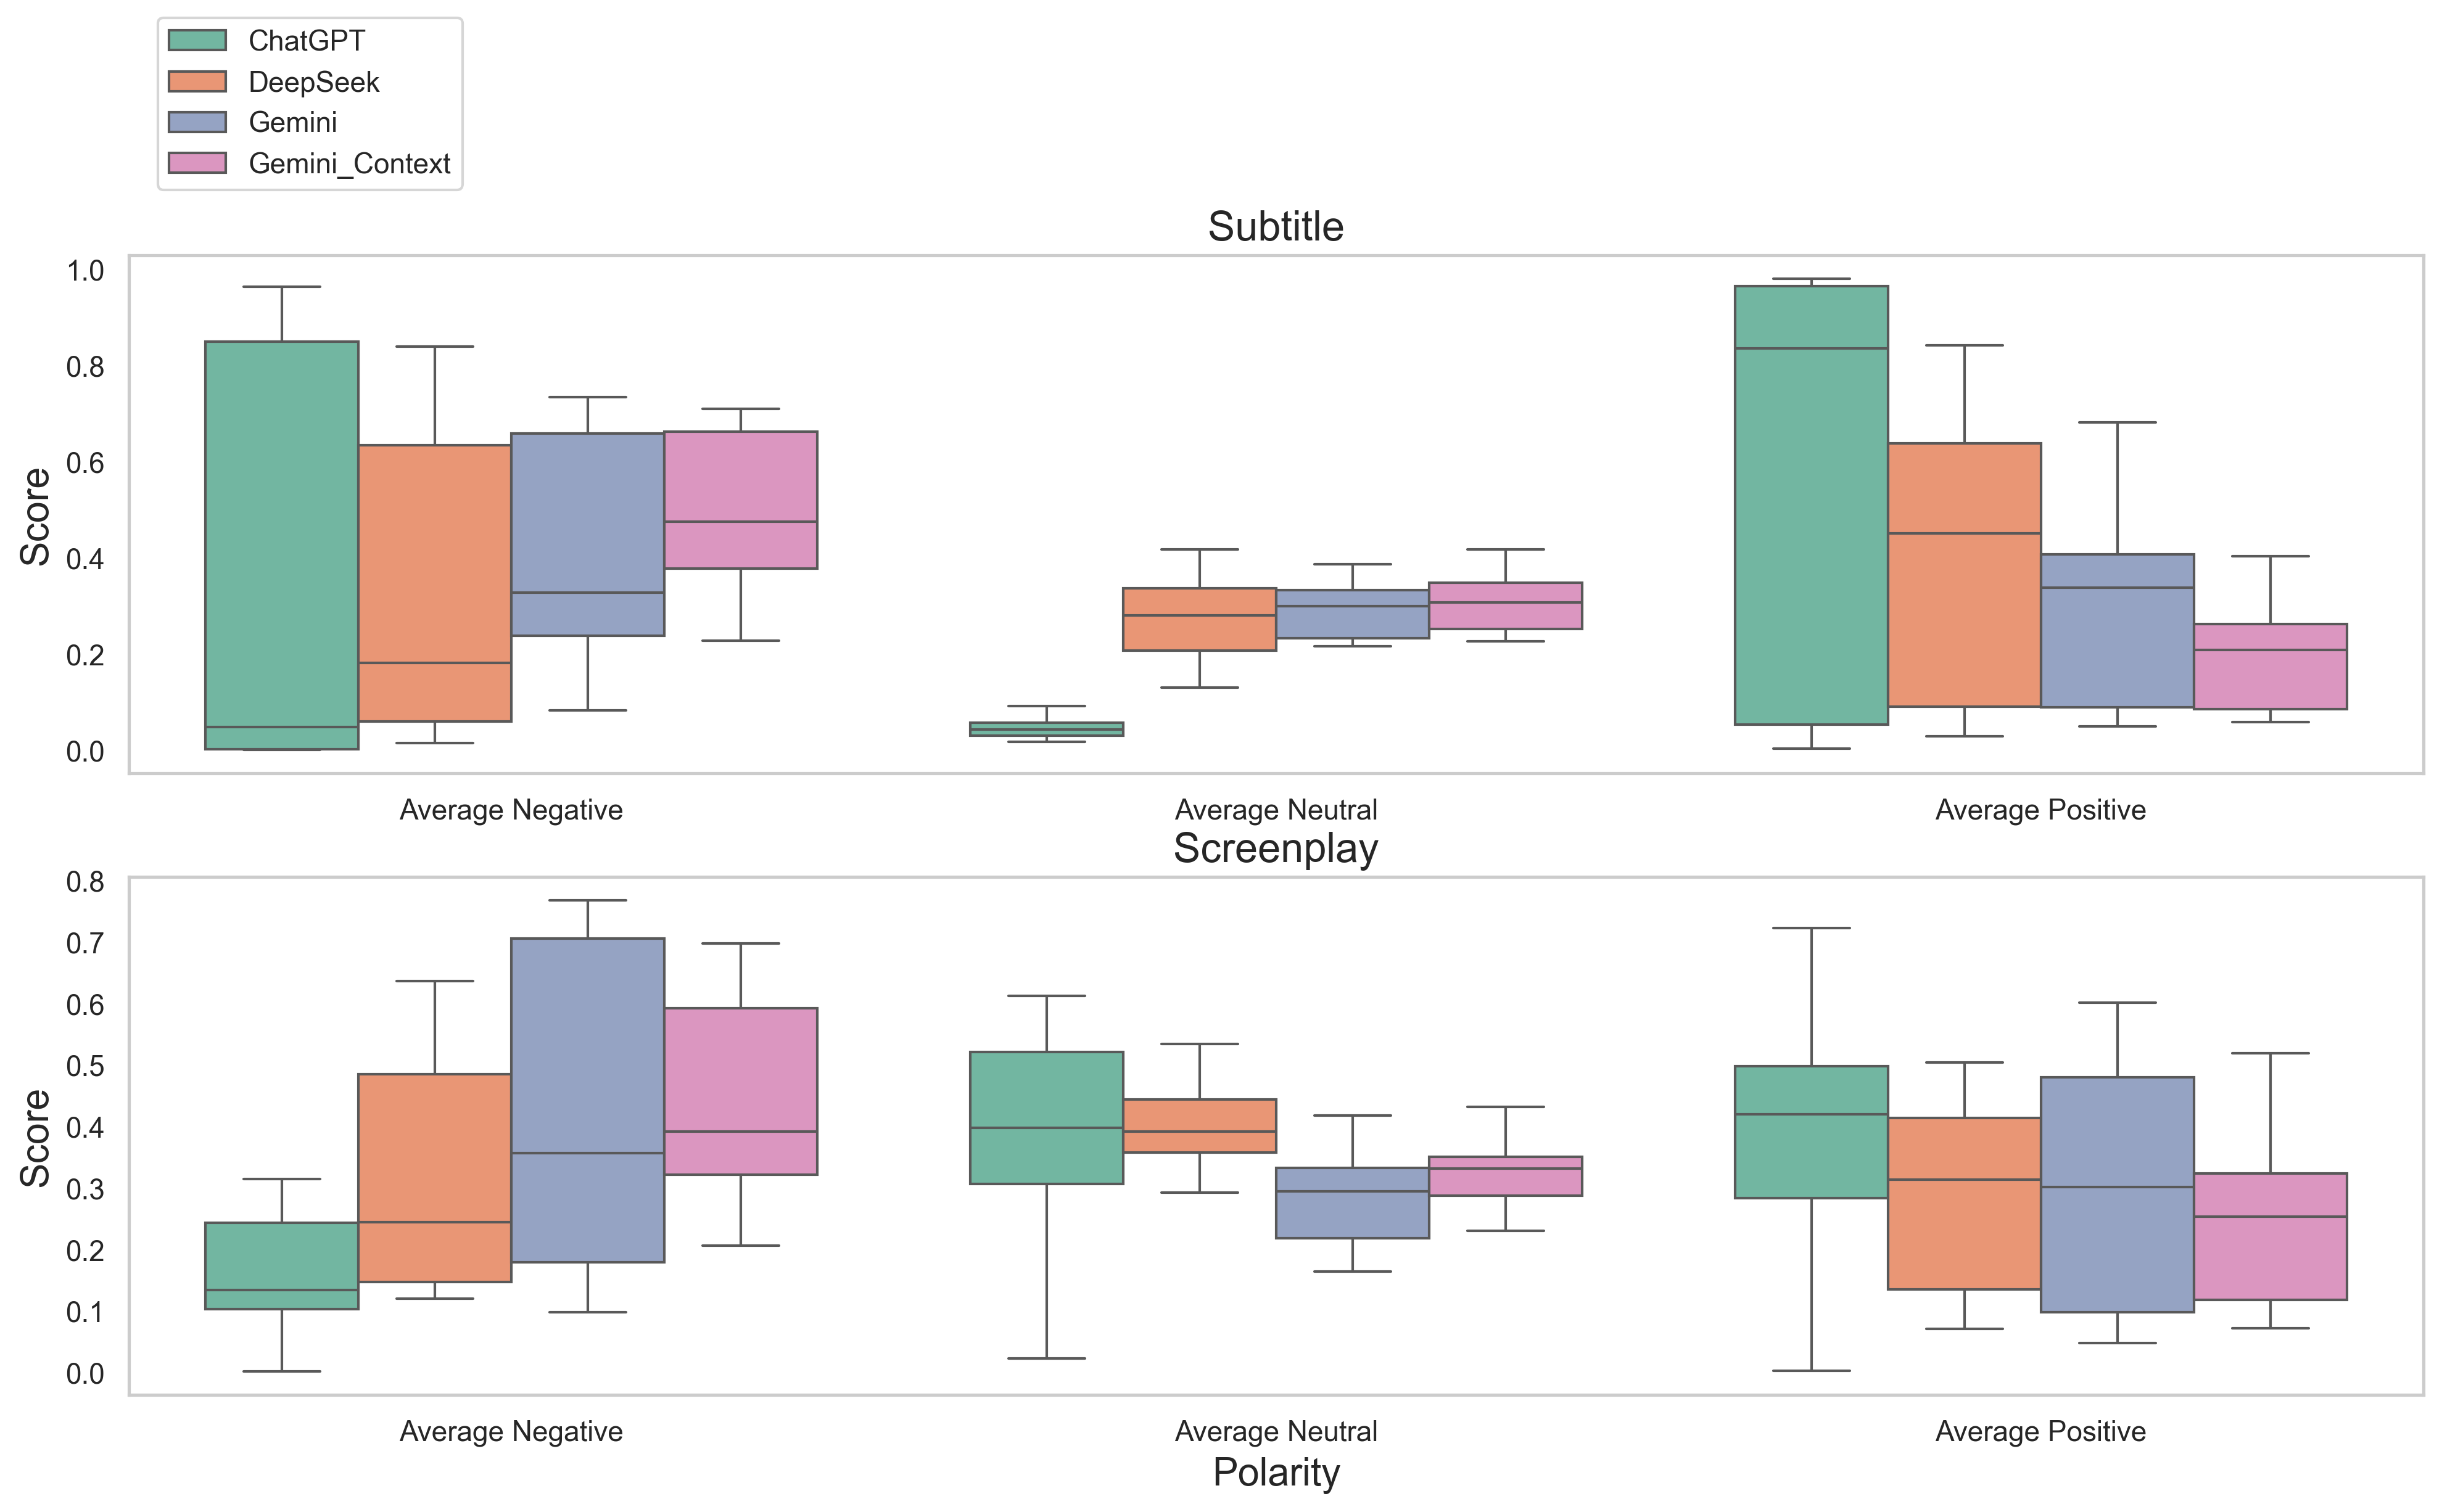 ChatGPT
DeepSeek
Gemini
Gemini_Context
Subtitle
1.0
0.8
0.6
0.4
0.2
0.0
Score
Average Negative
Average Neutral
Average Positive
Screenplay
0.8
0.7
0.6
0.5
0.4
0.3
0.2
0.1
0.0
Score
Average Negative
Average Neutral
Average Positive
Polarity